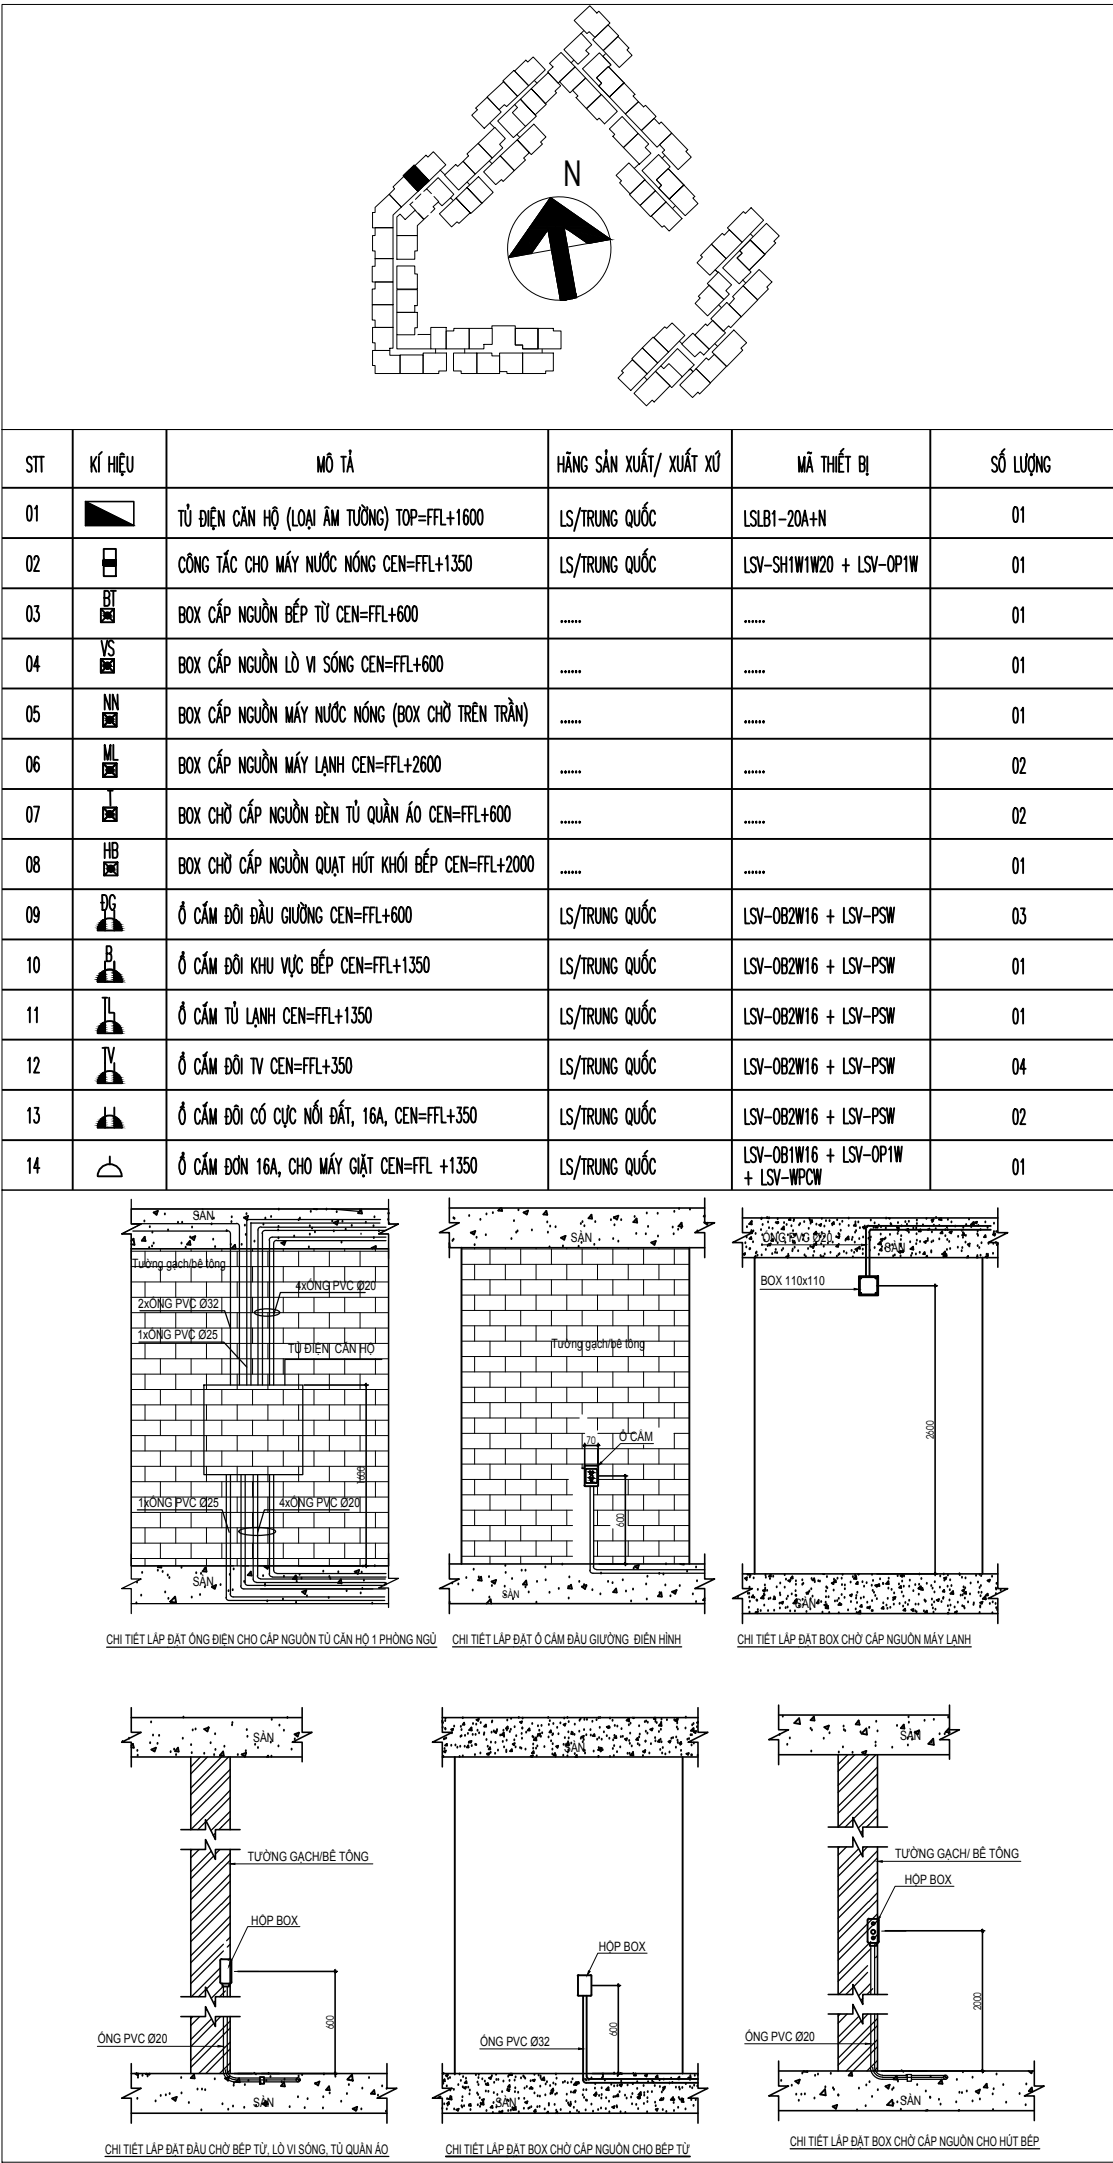 N
STT KÍ HIỆU MÔ TẢ HÃNG SẢN XUẤT/ XUẤT XỨ MÃ THIẾT BỊ SỐ LƯỢNG
01 TỦ ĐIỆN CĂN HỘ (LOẠI ÂM TƯỜNG) TOP=FFL+1600 LS/TRUNG QUỐC LSLB1-20A+N 01
02 CÔNG TẮC CHO MÁY NƯỚC NÓNG CEN=FFL+1350 LS/TRUNG QUỐC LSV-SH1W1W20 + LSV-OP1W 01
03 BT BOX CẤP NGUỒN BẾP TỪ CEN=FFL+600 ...... ...... 01
04 VS BOX CẤP NGUỒN LÒ VI SÓNG CEN=FFL+600 ...... ...... 01
05 NN BOX CẤP NGUỒN MÁY NƯỚC NÓNG (BOX CHỜ TRÊN TRẦN) ...... ...... 01
06 ML BOX CẤP NGUỒN MÁY LẠNH CEN=FFL+2600 ...... ...... 02
07 T BOX CHỜ CẤP NGUỒN ĐÈN TỦ QUẦN ÁO CEN=FFL+600 ...... ...... 02
08 HB BOX CHỜ CẤP NGUỒN QUẠT HÚT KHÓI BẾP CEN=FFL+2000 ...... ...... 01
09 ĐG Ổ CẮM ĐÔI ĐẦU GIƯỜNG CEN=FFL+600 LS/TRUNG QUỐC LSV-OB2W16 + LSV-PSW 03
10 B Ổ CẮM ĐÔI KHU VỰC BẾP CEN=FFL+1350 LS/TRUNG QUỐC LSV-OB2W16 + LSV-PSW 01
11 TL Ổ CẮM TỦ LẠNH CEN=FFL+1350 LS/TRUNG QUỐC LSV-OB2W16 + LSV-PSW 01
12 TV Ổ CẮM ĐÔI TV CEN=FFL+350 LS/TRUNG QUỐC LSV-OB2W16 + LSV-PSW 04
13 Ổ CẮM ĐÔI CÓ CỰC NỐI ĐẤT, 16A, CEN=FFL+350 LS/TRUNG QUỐC LSV-OB2W16 + LSV-PSW 02
14 Ổ CẮM ĐƠN 16A, CHO MÁY GIẶT CEN=FFL +1350 LS/TRUNG QUỐC LSV-OB1W16 + LSV-OP1W 01
+ LSV-WPCW
SÀN
Tường gạch/bê tông
4xỐNG PVC Ø20
2xỐNG PVC Ø32
1xỐNG PVC Ø25
TỦ ĐIỆN CĂN HỘ
1600
1xỐNG PVC Ø25
4xỐNG PVC Ø20
SÀN
CHI TIẾT LẮP ĐẶT ỐNG ĐIỆN CHO CẤP NGUỒN TỦ CĂN HỘ 1 PHÒNG NGỦ
SÀN
Tường gạch/bê tông
70
Ổ CẮM
600
SÀN
CHI TIẾT LẮP ĐẶT Ổ CẮM ĐẦU GIƯỜNG ĐIỂN HÌNH
ỐNG PVC Ø20
SÀN
BOX 110x110
2600
SÀN
CHI TIẾT LẮP ĐẶT BOX CHỜ CẤP NGUỒN MÁY LẠNH
SÀN
TƯỜNG GẠCH/BÊ TÔNG
HỘP BOX
600
ỐNG PVC Ø20
SÀN
CHI TIẾT LẮP ĐẶT ĐẦU CHỜ BẾP TỪ, LÒ VI SÓNG, TỦ QUẦN ÁO
SÀN
HỘP BOX
600
ỐNG PVC Ø32
SÀN
CHI TIẾT LẮP ĐẶT BOX CHỜ CẤP NGUỒN CHO BẾP TỪ
SÀN
TƯỜNG GẠCH/ BÊ TÔNG
HỘP BOX
2000
ỐNG PVC Ø20
SÀN
CHI TIẾT LẮP ĐẶT BOX CHỜ CẤP NGUỒN CHO HÚT BẾP